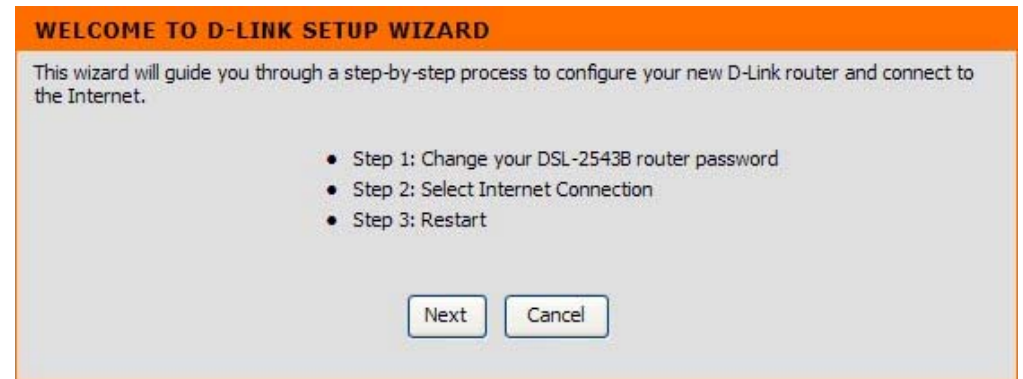 WELCOME TO D-LINK SETUP WIZARD
This wizard will guide you through a step-by-step process to configure your new D-Link router and connect to
the Internet.
• Step 1: Change your DSL-2543B router password
• Step 2: Select Internet Connection
• Step 3: Restart
Next Cancel